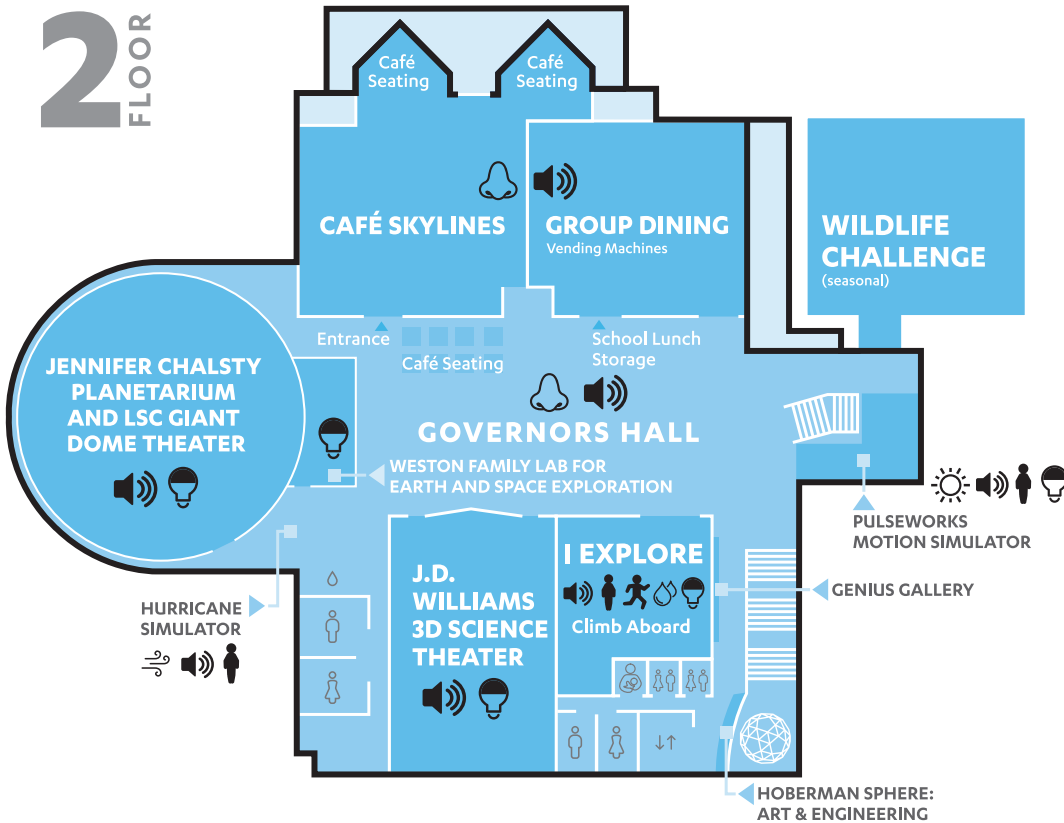 2
FLOOR
Café
Seating
Café
Seating
CAFÉ SKYLINES
GROUP DINING
Vending Machines
WILDLIFE
CHALLENGE
(seasonal)
Entrance
Café Seating
School Lunch
Storage
JENNIFER CHALSTY
PLANETARIUM
AND LSC GIANT
DOME THEATER
GOVERNORS HALL
WESTON FAMILY LAB FOR
EARTH AND SPACE EXPLORATION
PULSEWORKS
MOTION SIMULATOR
I EXPLORE
Climb Aboard
GENIUS GALLERY
J.D.
WILLIAMS
3D SCIENCE
THEATER
HURRICANE
SIMULATOR
HOBERMAN SPHERE:
ART & ENGINEERING